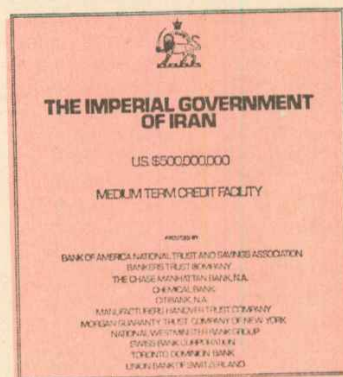 THE IMPERIAL GOVERNMENT
OF IRAN
U.S. $500,000,000
MEDIUM TERM CREDIT FACILITY
PROVIDED BY
BANK OF AMERICA NATIONAL TRUST AND SAVINGS ASSOCIATION
BANKERS TRUST COMPANY
THE CHASE MANHATTAN BANK, N.A.
CHEMICAL BANK
CITIBANK, N.A.
MANUFACTURERS HANOVER TRUST COMPANY
MORGAN GUARANTY TRUST COMPANY OF NEW YORK
NATIONAL WESTMINSTER BANK GROUP
SWISS BANK CORPORATION
TORONTO DOMINION BANK
UNION BANK OF SWITZERLAND